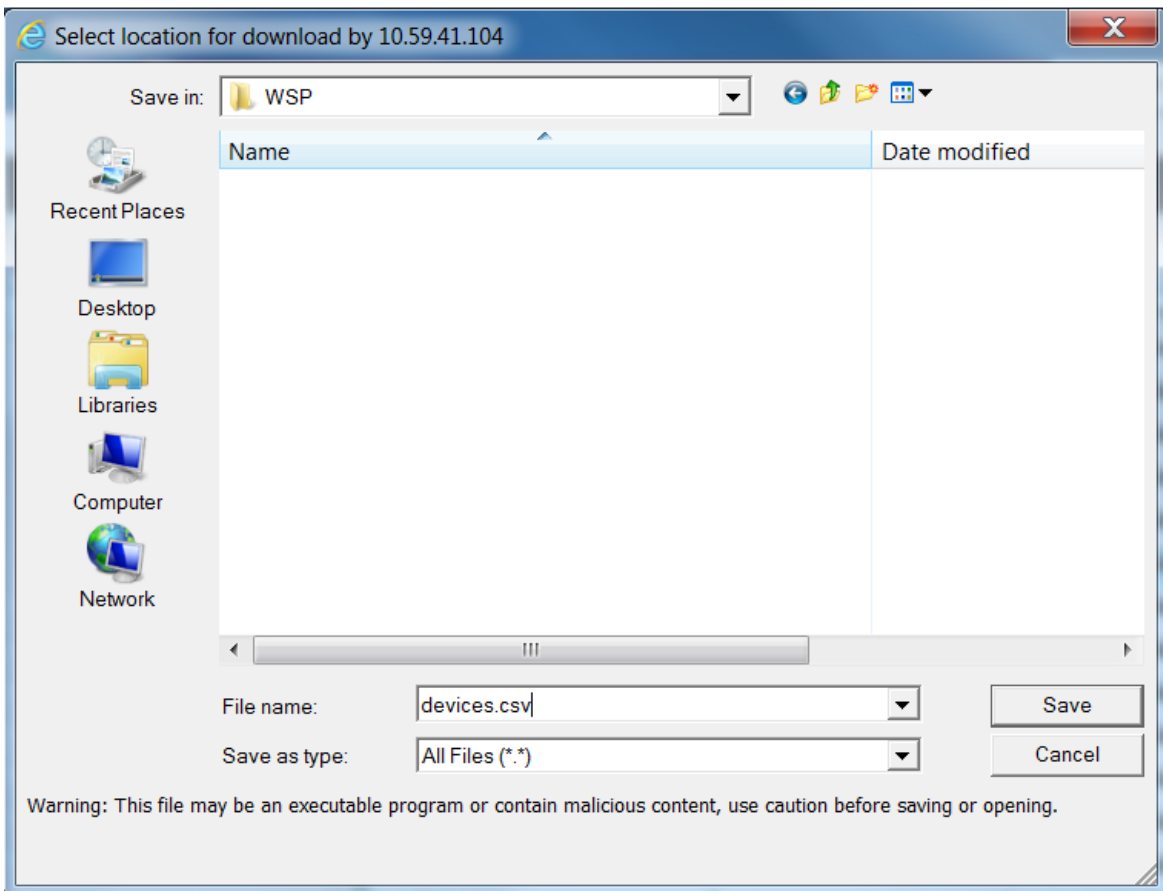 Select location for download by 10.59.41.104
X
Save in: WSP
Name Date modified
Recent Places
Desktop
Libraries
Computer
Network
File name: devices.csv Save
Save as type: All Files (*.*) Cancel
Warning: This file may be an executable program or contain malicious content, use caution before saving or opening.